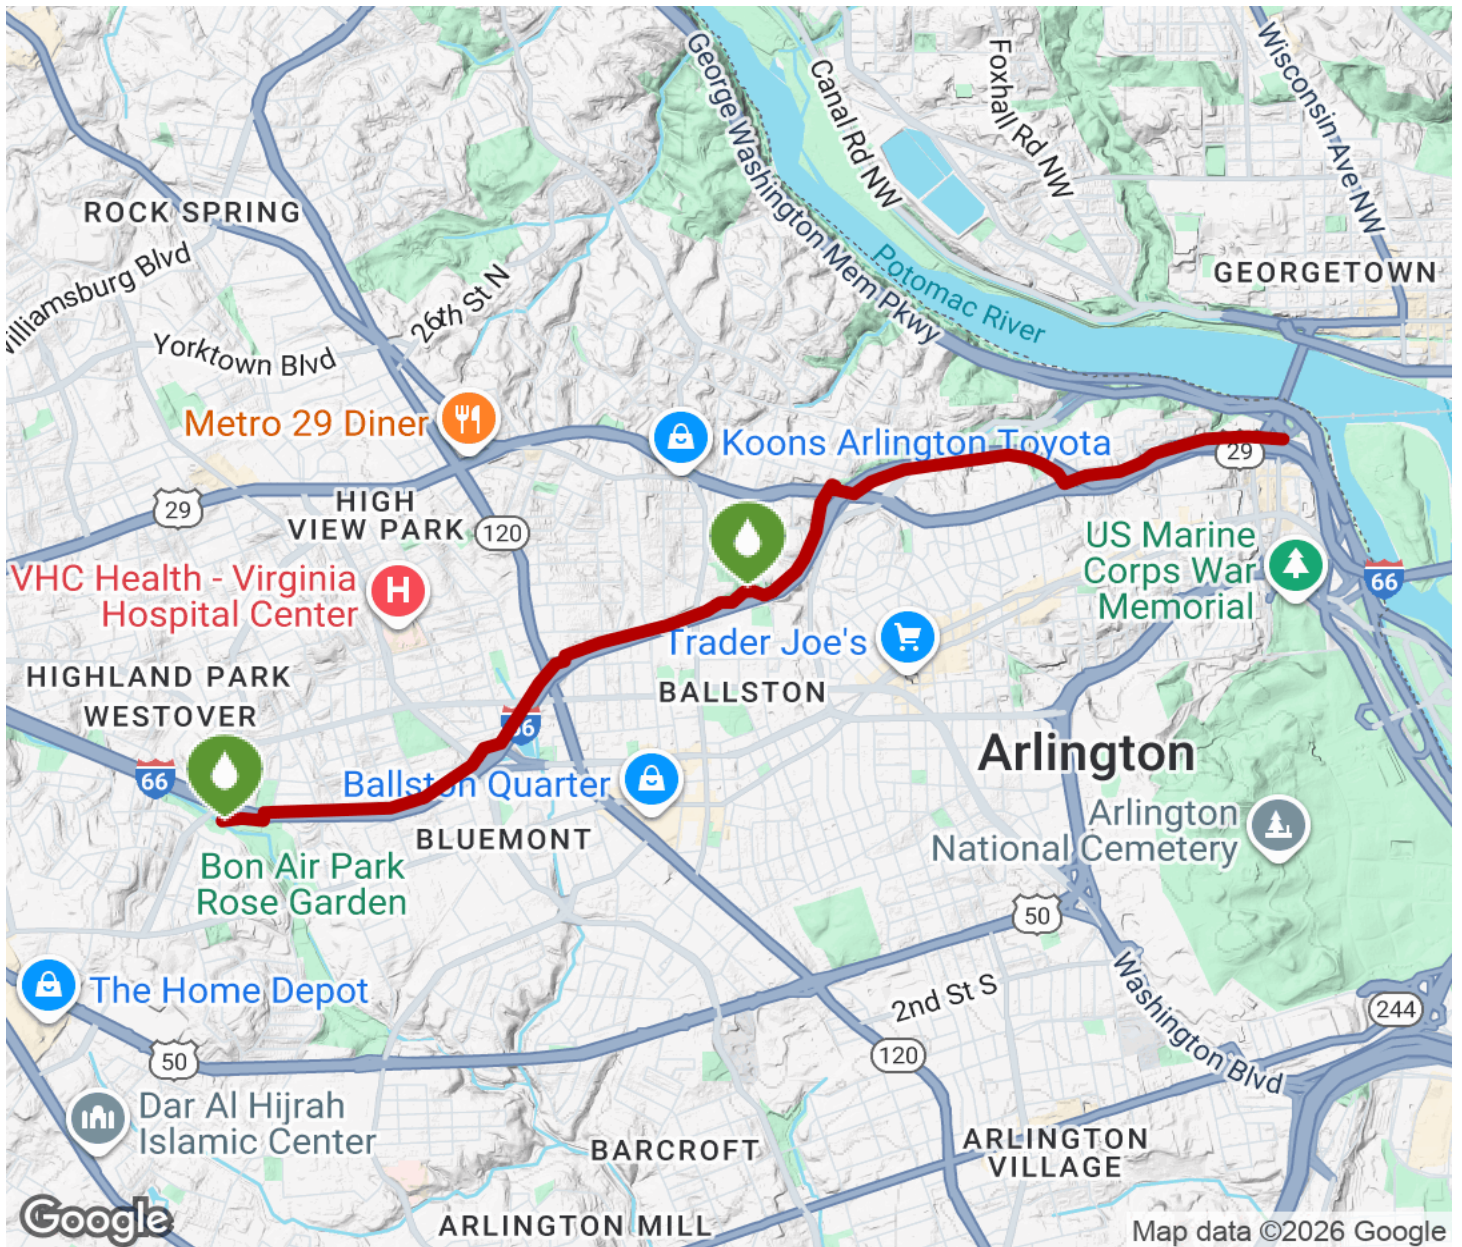 George Washington Mem Pkwy
Canal Rd NW
Foxhall Rd NW
Wisconsin Ave NW
ROCK SPRING
Williamsburg Blvd
26th St N
Potomac River
GEORGETOWN
Yorktown Blvd
Metro 29 Diner
Koons Arlington Toyota
29
29
HIGH
VIEW PARK
120
US Marine
Corps War
Memorial
VHC Health - Virginia
Hospital Center
66
Trader Joe's
HIGHLAND PARK
WESTOVER
BALLSTON
66
66
Ballston Quarter
Arlington
BLUEMONT
Arlington
National Cemetery
Bon Air Park
Rose Garden
50
The Home Depot
2nd St S
Washington Blvd
244
50
120
Dar Al Hijrah
Islamic Center
BARCROFT
ARLINGTON
VILLAGE
Google
ARLINGTON MILL
Map data ©2026 Google